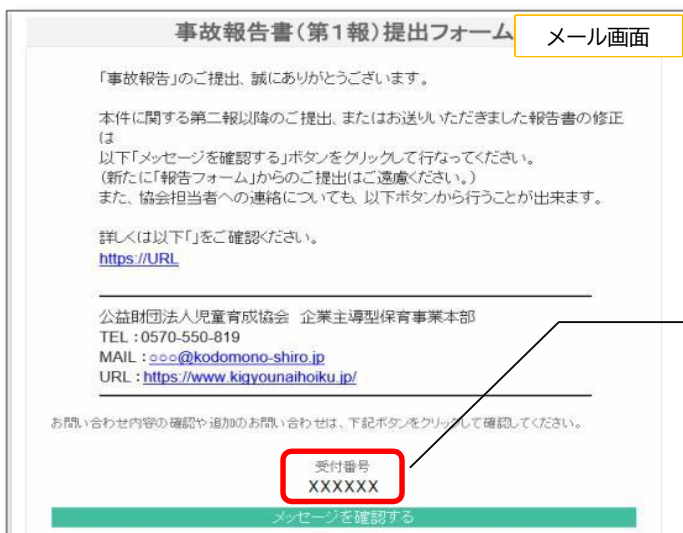 事故報告書(第1報)提出フォーム
メール画面
「事故報告」のご提出、誠にありがとうございます。
本件に関する第二報以降のご提出、またはお送りいただきました報告書の修正
は
以下「メッセージを確認する」ボタンをクリックして行なってください。
(新たに「報告フォーム」からのご提出はご遠慮ください。)
また、協会担当者への連絡についても、以下ボタンから行うことが出来ます。
詳しくは以下「」をご確認ください。
https://URL
公益財団法人児童育成協会 企業主導型保育事業本部
TEL:0570-550-819
MAIL:○○○@kodomono-shiro.jp
URL:https://www.kigyounaihoiku.jp/
お問い合わせ内容の確認や追加のお問い合わせは、下記ボタンをクリックして確認してください。
受付番号
XXXXXX
メッセージを確認する